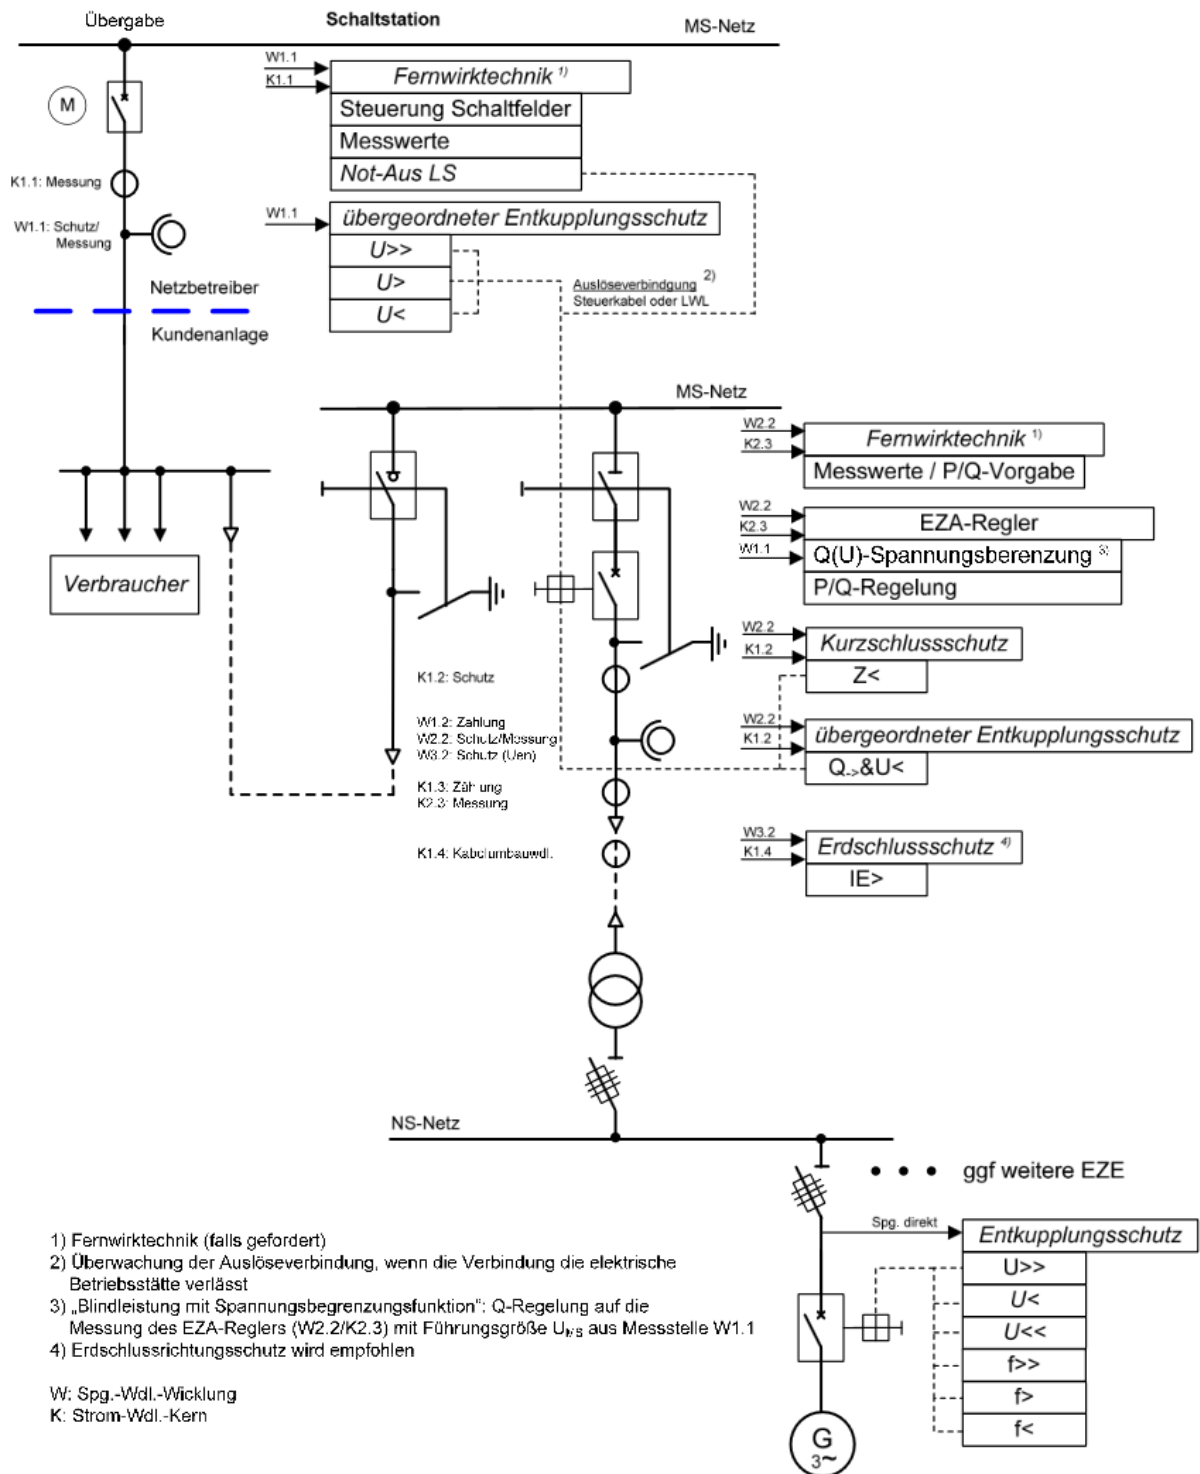 Übergabe
Schaltstation
MS-Netz
M
K1.1: Messung
W1.1: Schutz/
Messung
Netzbetreiber
Kundenanlage
W1.1
K1.1
Fernwirktechnik 1)
Steuerung Schaltfelder
Messwerte
Not-Aus LS
W1.1
übergeordneter Entkupplungsschutz
U>>
U>
U<
Auslöseverbindgung 2)
Steuerkabel oder LWL
MS-Netz
Verbraucher
W2.2
K2.3
Fernwirktechnik 1)
Messwerte / P/Q-Vorgabe
W2.2
K2.3
W1.1
EZA-Regler
Q(U)-Spannungsberenzung 3)
P/Q-Regelung
W2.2
K1.2
Kurzschlussschutz
Z<
K1.2: Schutz
W1.2: Zahlung
W2.2: Schutz/Messung
W3.2: Schutz (Uen)
K1.3: Zählung
K2.3: Messung
K1.4: Kabelumbauwdl.
W2.2
K1.2
übergeordneter Entkupplungsschutz
Q->&U<
W3.2
K1.4
Erdschlussschutz 4)
IE>
NS-Netz
ggf weitere EZE
Spg. direkt
Entkupplungsschutz
U>>
U<
U<<
f>>
f>
f<
G
3~
1) Fernwirktechnik (falls gefordert)
2) Überwachung der Auslöseverbindung, wenn die Verbindung die elektrische
Betriebsstätte verlässt
3) „Blindleistung mit Spannungsbegrenzungsfunktion": Q-Regelung auf die
Messung des EZA-Reglers (W2.2/K2.3) mit Führungsgröße aus Messstelle W1.1
4) Erdschlussrichtungsschutz wird empfohlen
W: Spg.-Wdl.-Wicklung
K: Strom-Wdl.-Kern